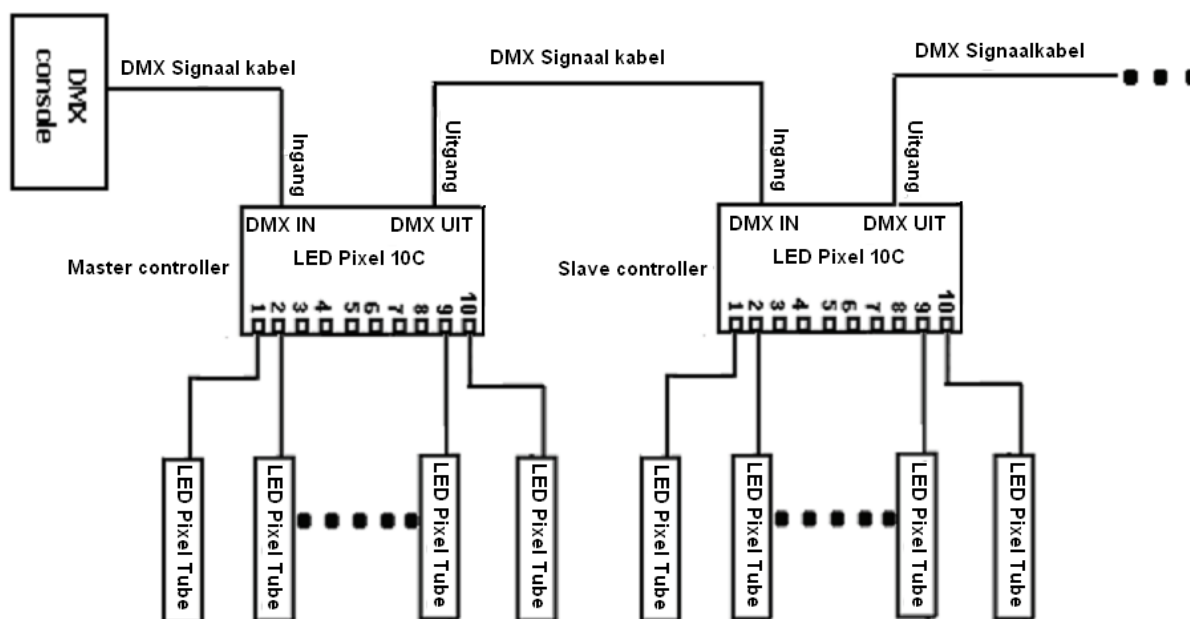 DMX console
DMX Signaal kabel
DMX Signaal kabel
DMX Signaalkabel
Ingang
Uitgang
Ingang
Uitgang
DMX IN DMX UIT
LED Pixel 10C
Master controller
1 2 3 4 5 6 7 8 9 10
DMX IN DMX UIT
LED Pixel 10C
Slave controller
1 2 3 4 5 6 7 8 9 10
LED Pixel Tube
LED Pixel Tube
LED Pixel Tube
LED Pixel Tube
LED Pixel Tube
LED Pixel Tube
LED Pixel Tube
LED Pixel Tube